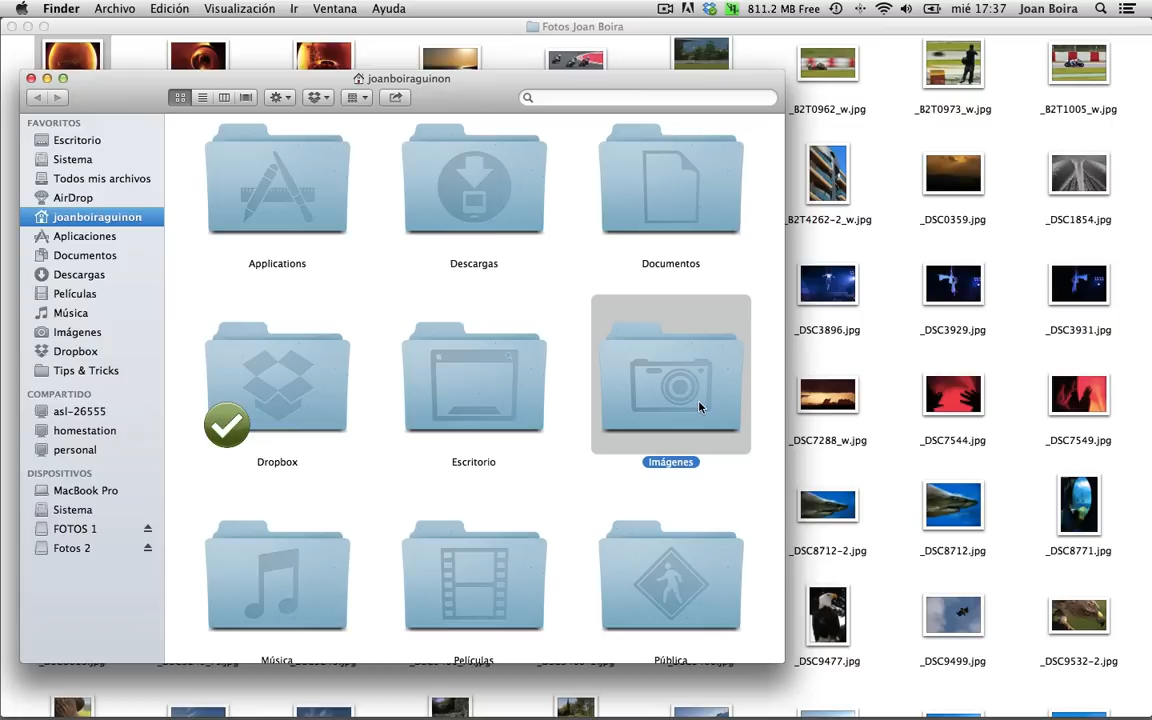 Finder Archivo Edición Visualización Ir Ventana Ayuda 811.2 MB Free mié 17:37 Joan Boira
Fotos Joan Boira
joanboiraguinon
FAVORITOS
Escritorio
Sistema
Todos mis archivos
AirDrop
joanboiraguinon
Aplicaciones
Documentos
Descargas
Películas
Música
Imágenes
Dropbox
Tips & Tricks
COMPARTIDO
asl-26555
homestation
personal
DISPOSITIVOS
MacBook Pro
Sistema
FOTOS 1
Fotos 2
Applications Descargas Documentos
Dropbox Escritorio Imágenes
Música Películas Pública
_B2T0962_w.jpg _B2T0973_w.jpg _B2T1005_w.jpg
B2T4262-2_w.jpg _DSC0359.jpg _DSC1854.jpg
_DSC3896.jpg _DSC3929.jpg _DSC3931.jpg
_DSC7288_w.jpg _DSC7544.jpg _DSC7549.jpg
_DSC8712-2.jpg _DSC8712.jpg _DSC8771.jpg
_DSC9477.jpg _DSC9499.jpg _DSC9532-2.jpg